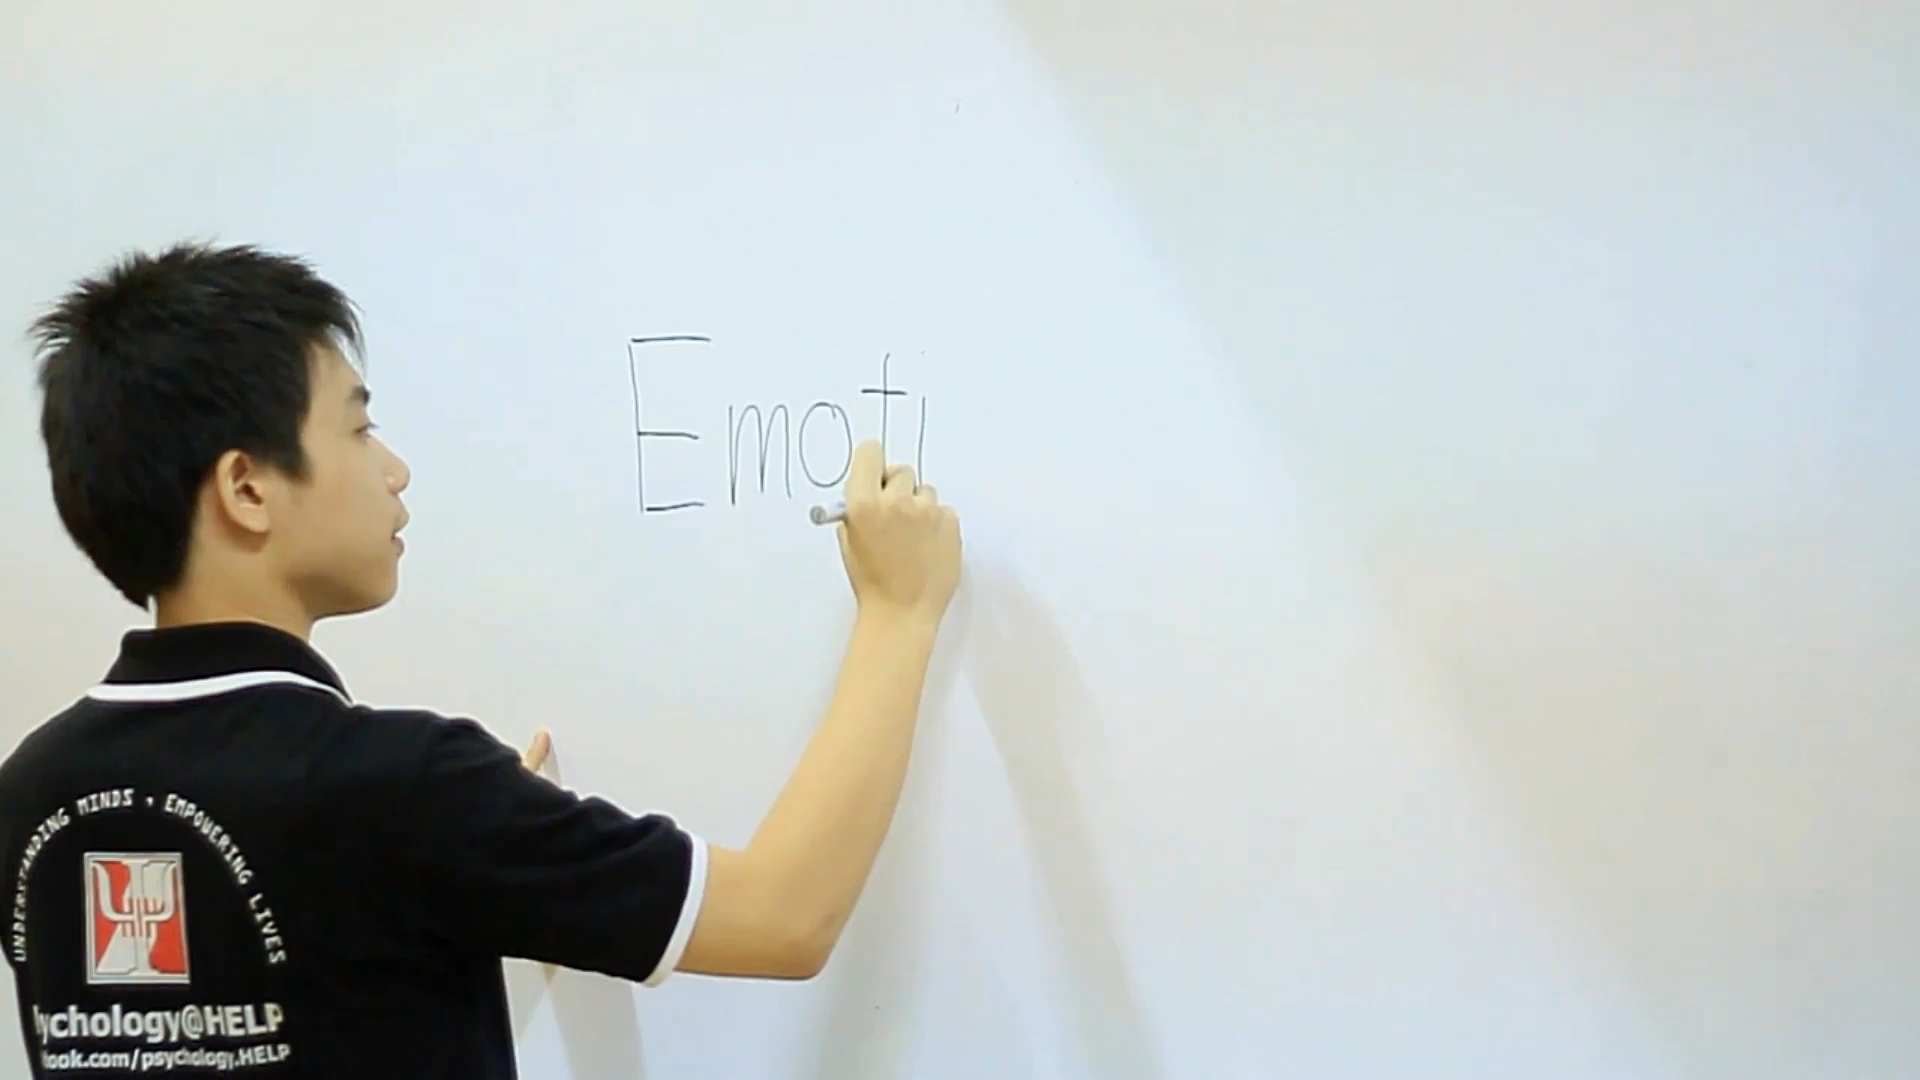 Emoti
UNDERSTANDING MINDS , EMPOWERING LIVES
ychology@HELP
ook.com/psychology.HELP